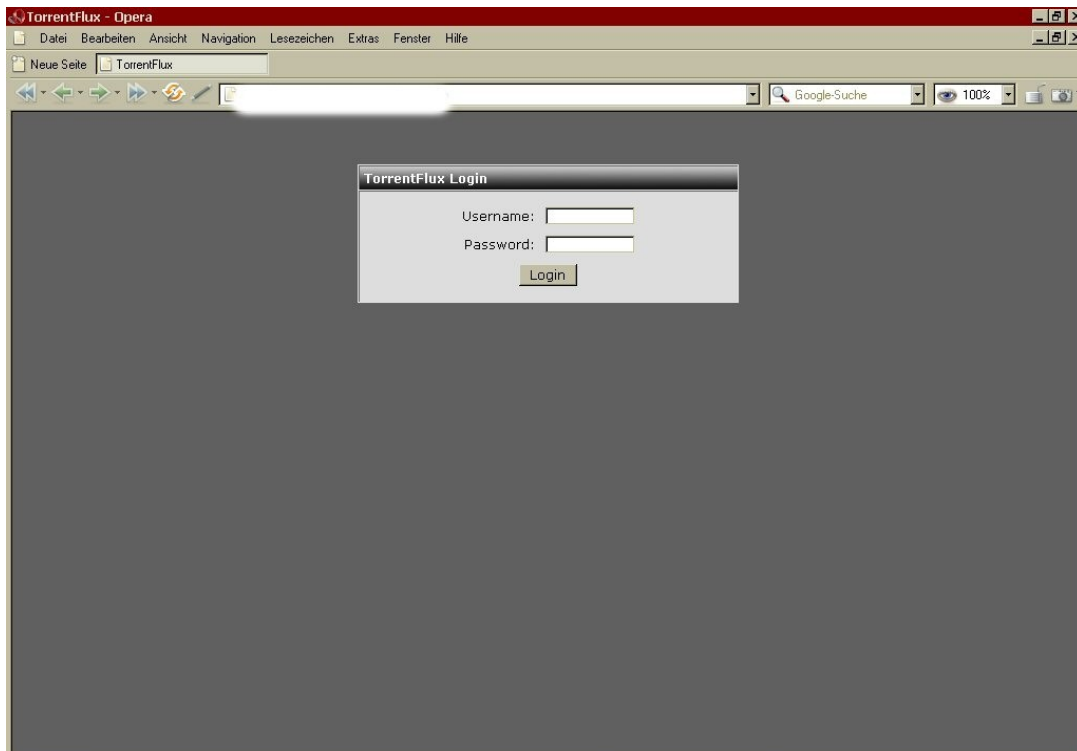 TorrentFlux - Opera
Datei Bearbeiten Ansicht Navigation Lesezeichen Extras Fenster Hilfe
Neue Seite TorrentFlux
Google-Suche 100%
TorrentFlux Login
Username:
Password:
Login